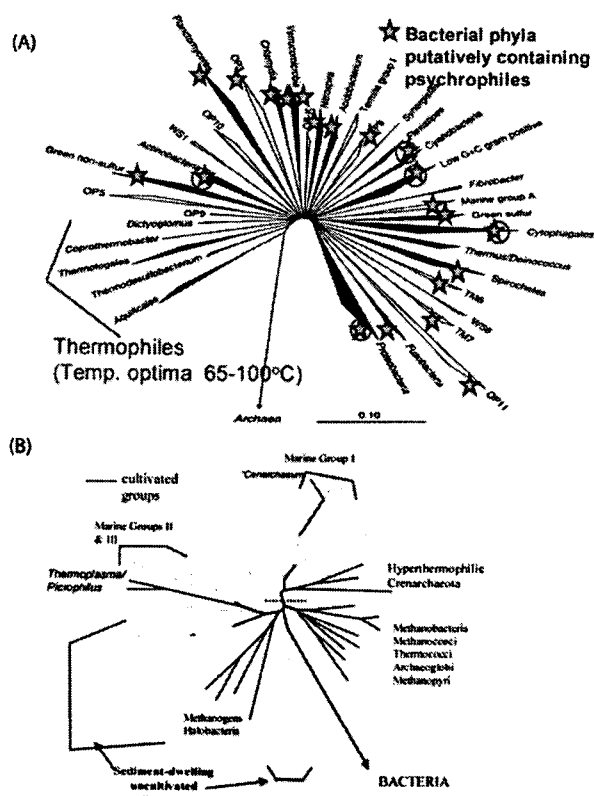 (A)
Bacterial phyla
putatively containing
psychrophiles
Planctomyces
Chlamydia
Verrucomicrobia
Nitrospira
Acidobacterium
Termite group I
Synergistes
Cyanobacteria
Low G+C gram positive
Fibrobacter
Marine group A
Green sulfur
Cytophagales
Thermus/Deinococcus
Spirochetes
TM6
WS6
TM7
OP11
Fusobacteria
Proteobacteria
OP10
WS1
Actinobacteria
Green non-sulfur
OP5
OP9
Dictyoglomus
Coprothermobacter
Thermotogales
Thermodesulfobacterium
Aquificales
Thermophiles
(Temp. optima 65-100°C)
Archaea
0.10
(B)
cultivated
groups
Marine Group I
"Cenarchaeum"
Marine Groups II
& III
Thermoplasma/
Picrophilus
Hyperthermophilic
Crenarchaeota
Methanobacteria
Methanococci
Thermococci
Archaeoglobi
Methanopyri
Methanogens
Halobacteria
Sediment-dwelling
uncultivated
BACTERIA